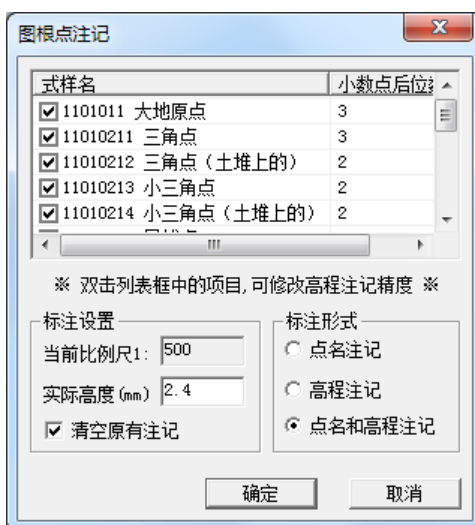 图根点注记
式样名 小数点后位
1101011 大地原点 3
11010211 三角点 3
11010212 三角点（土堆上的） 2
11010213 小三角点 2
11010214 小三角点（土堆上的） 2
※ 双击列表框中的项目,可修改高程注记精度 ※
标注设置
当前比例尺1: 500
实际高度(mm) 2.4
清空原有注记
标注形式
点名注记
高程注记
点名和高程注记
确定 取消